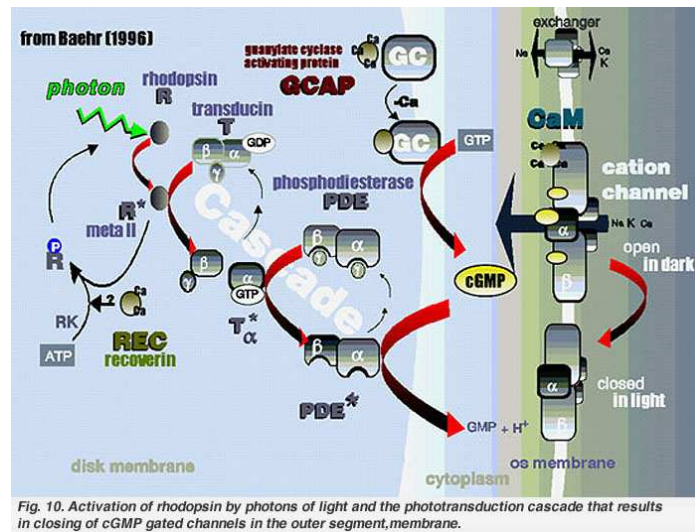 from Baehr (1996)
photon
rhodopsin
R
transducin
T
β α GDP
γ
guanylate cyclase
activating protein
GCAP
Ca
Ca
Ca
GC
-Ca
GC
GTP
exchanger
Na
Ca
K
CaM
cation
channel
α
β
Na K Ca
open
in dark
R*
meta II
Cascade
phosphodiesterase
PDE
β α
γ γ
cGMP
β
γ
α
GTP
T*
α
P
R
RK
ATP
?
Ca
Ca
REC
recoverin
β α
PDE*
GMP + H+
α
β
closed
in light
disk membrane
cytoplasm
os membrane
Fig. 10. Activation of rhodopsin by photons of light and the phototransduction cascade that results
in closing of cGMP gated channels in the outer segment,membrane.